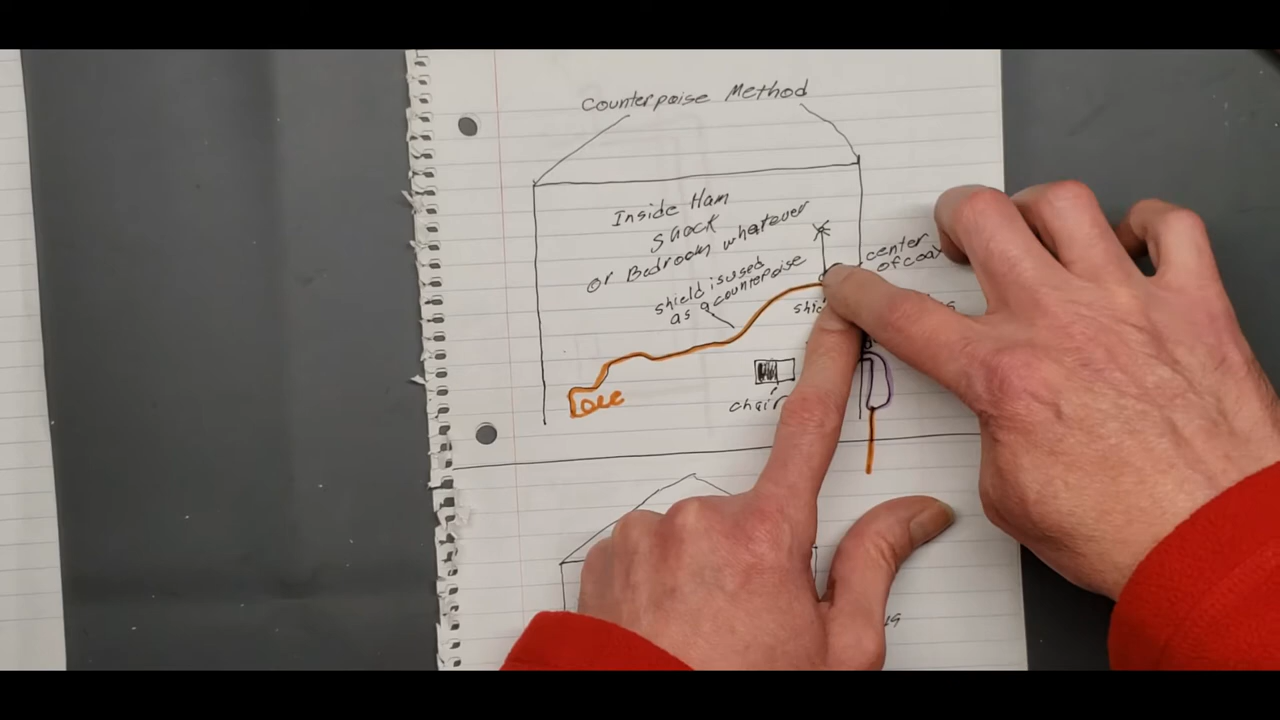 Counterpoise Method
Inside Ham
Shack
or Bedroom whatever
shield is used
as a counterpoise
center
of coax
chair